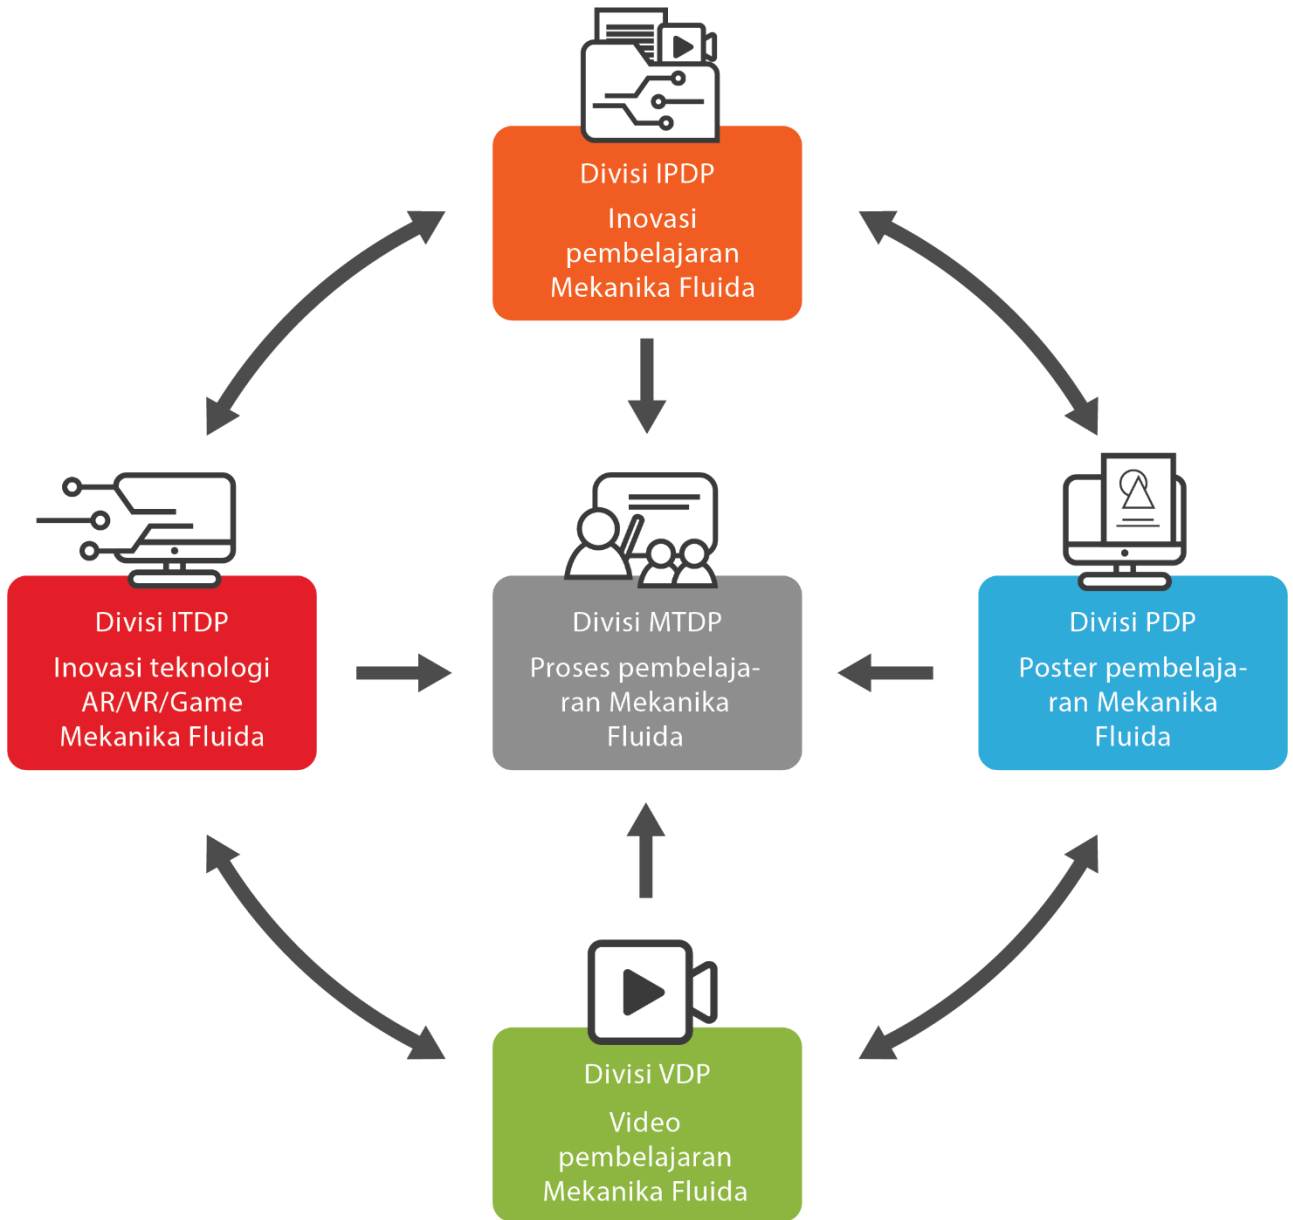 Divisi IPDP
Inovasi
pembelajaran
Mekanika Fluida
Divisi ITDP
Inovasi teknologi
AR/VR/Game
Mekanika Fluida
Divisi MTDP
Proses pembelaja-
ran Mekanika
Fluida
Divisi PDP
Poster pembelaja-
ran Mekanika
Fluida
Divisi VDP
Video
pembelajaran
Mekanika Fluida